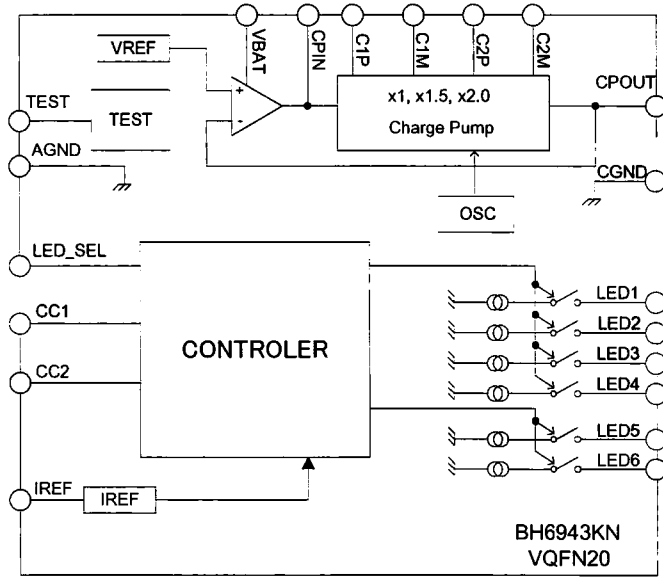 VREF
VBAT
CPIN
C1P
C1M
C2P
C2M
CPOUT
TEST
TEST
+
-
x1, x1.5, x2.0
Charge Pump
AGND
CGND
OSC
LED_SEL
CC1
CC2
CONTROLER
LED1
LED2
LED3
LED4
LED5
LED6
IREF
IREF
BH6943KN
VQFN20